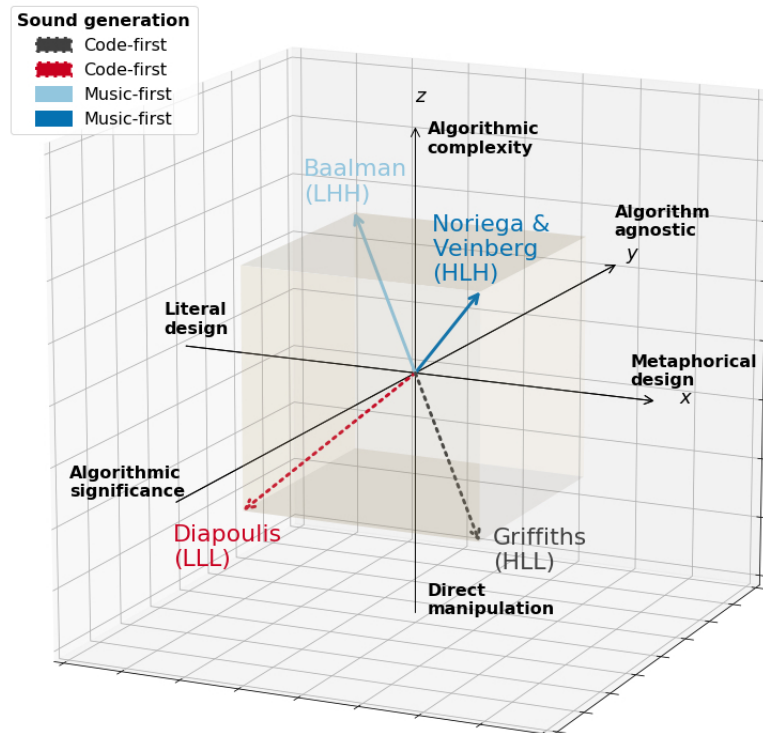 Sound generation
Code-first
Code-first
Music-first
Music-first
z
Algorithmic
complexity
Baalman
(LHH)
Noriega &
Veinberg
(HLH)
Algorithm
agnostic
y
Literal
design
Metaphorical
design
x
Algorithmic
significance
Diapoulis
(LLL)
Griffiths
(HLL)
Direct
manipulation